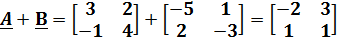 A + B = [3 2; -1 4] + [-5 1; 2 -3] = [-2 3; 1 1]